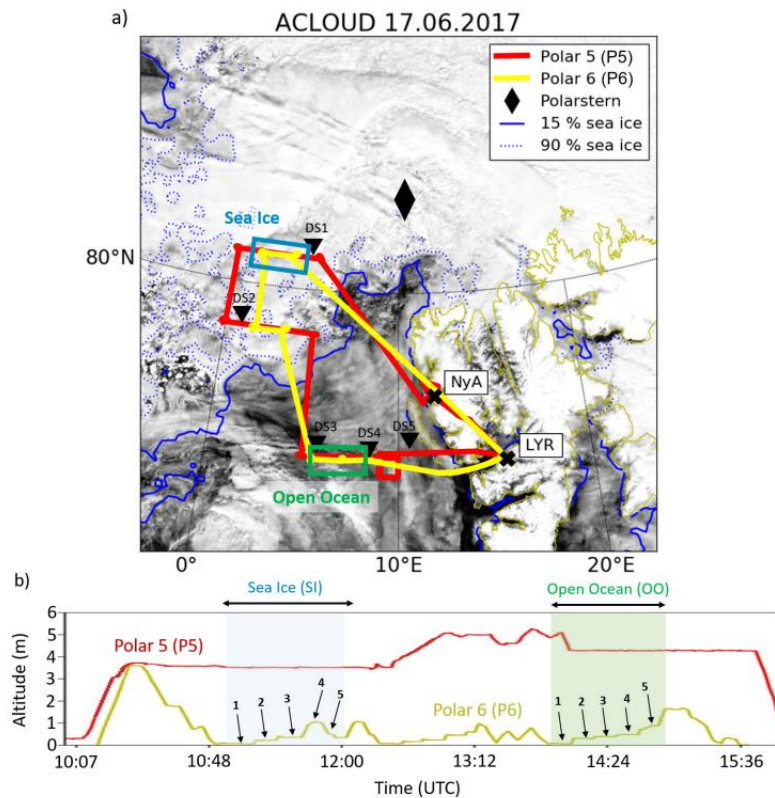 a)
ACLOUD 17.06.2017
Polar 5 (P5)
Polar 6 (P6)
Polarstern
15 % sea ice
90 % sea ice
Sea Ice
DS1
80°N
DS2
NyA
DS3
DS4
DS5
LYR
Open Ocean
0°
10°E
20°E
b)
Sea Ice (SI)
Open Ocean (OO)
Altitude (m)
6
5
4
3
2
1
0
Polar 5 (P5)
Polar 6 (P6)
1
2
3
4
5
1
2
3
4
5
10:07
10:48
12:00
13:12
14:24
15:36
Time (UTC)